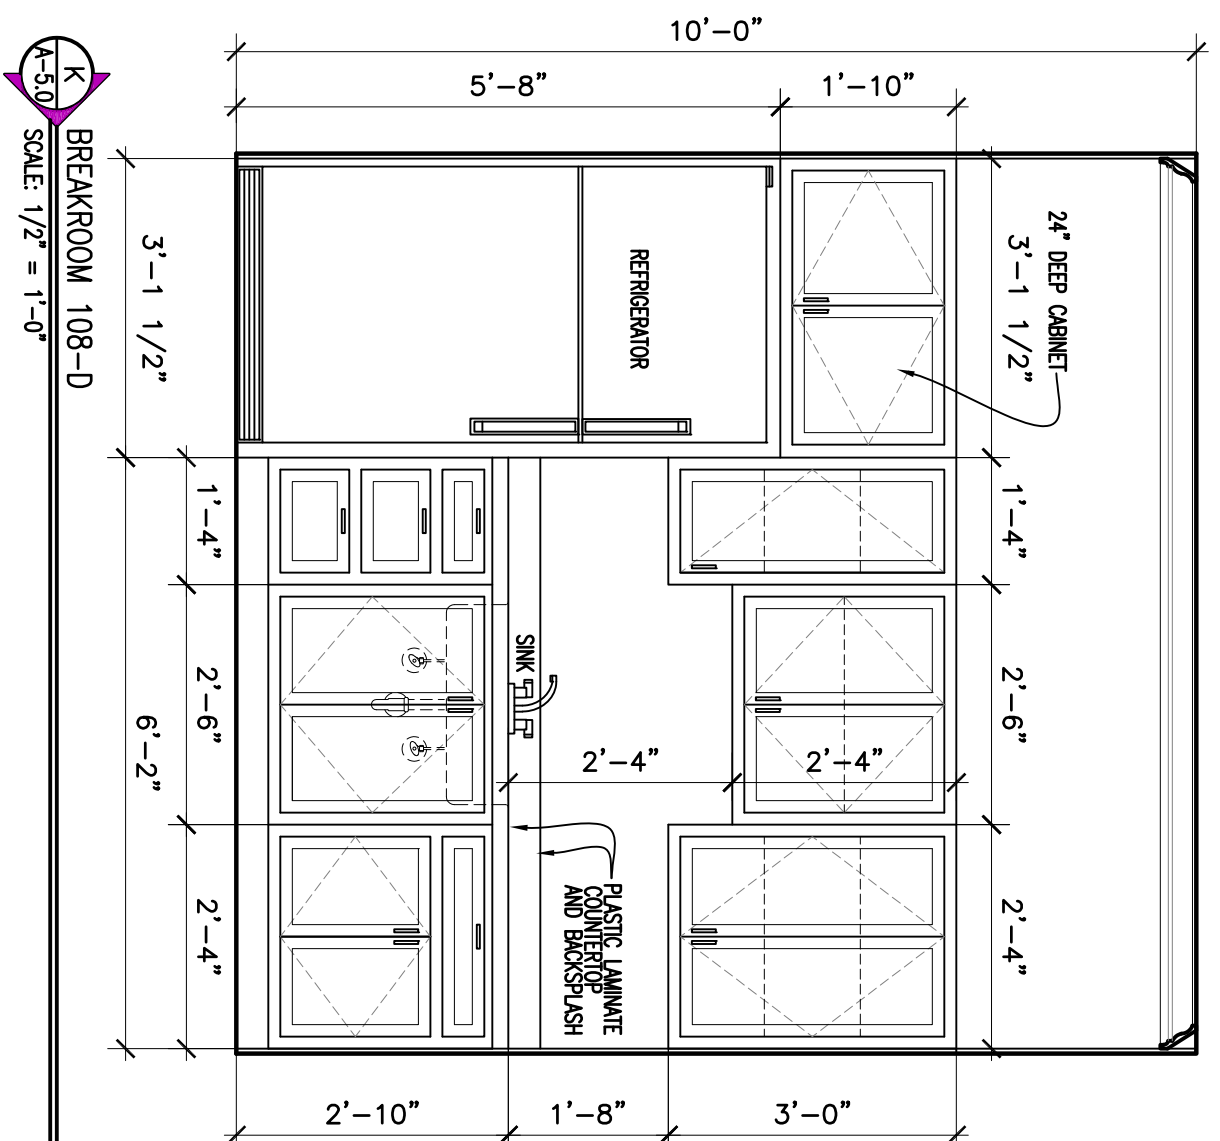 10'-0"
5'-8"
1'-10"
24" DEEP CABINET
3'-1 1/2"
1'-4"
2'-6"
2'-4"
REFRIGERATOR
SINK
2'-4"
2'-4"
PLASTIC LAMINATE
COUNTERTOP
AND BACKSPLASH
3'-0"
1'-8"
2'-10"
1'-4"
2'-6"
2'-4"
3'-1 1/2"
6'-2"
K
A-5.0
BREAKROOM 108-D
SCALE: 1/2" = 1'-0"